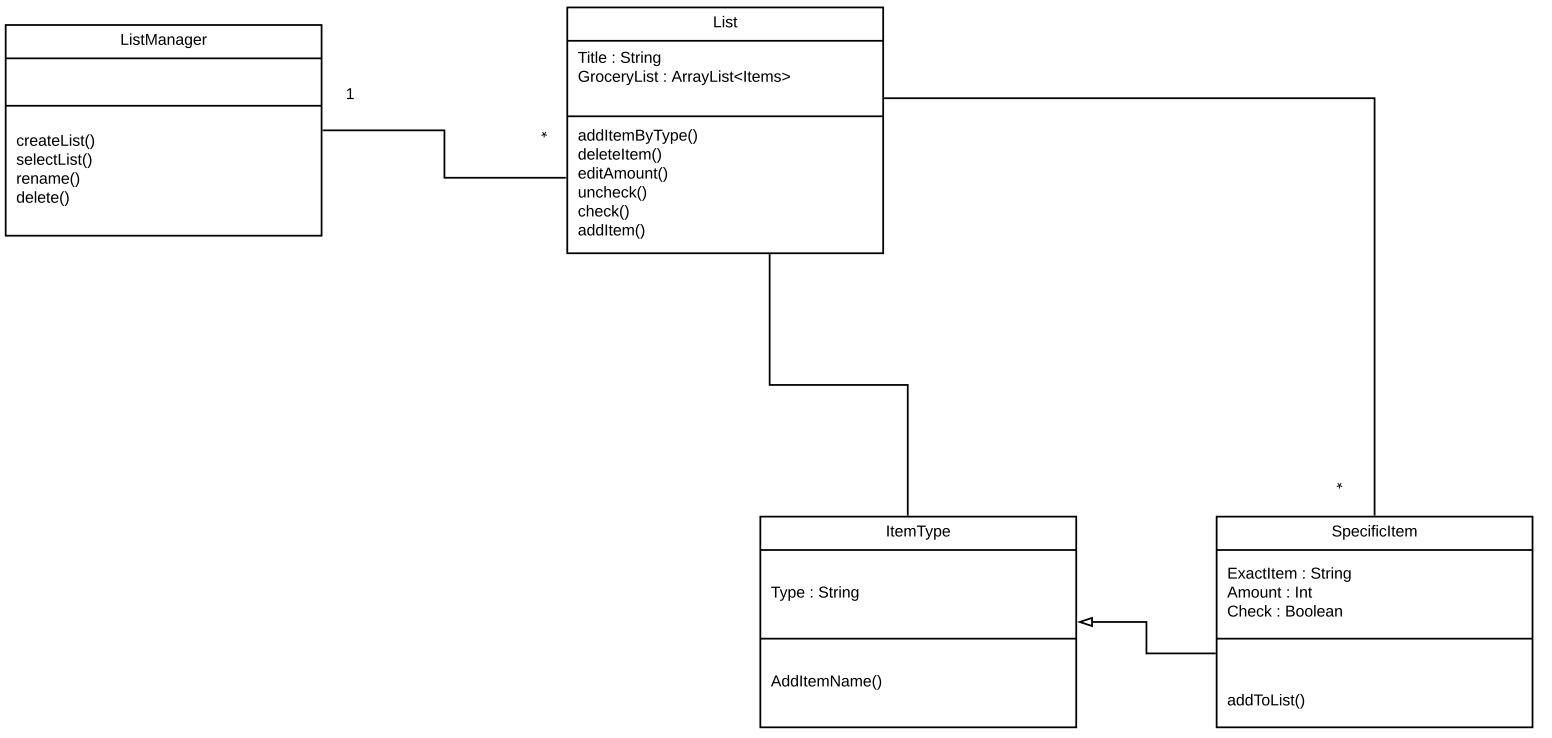 ListManager
1
createList()
selectList()
rename()
delete()
*
List
Title : String
GroceryList : ArrayList<Items>
addItemByType()
deleteItem()
editAmount()
uncheck()
check()
addItem()
ItemType
Type : String
AddItemName()
*
SpecificItem
ExactItem : String
Amount : Int
Check : Boolean
addToList()